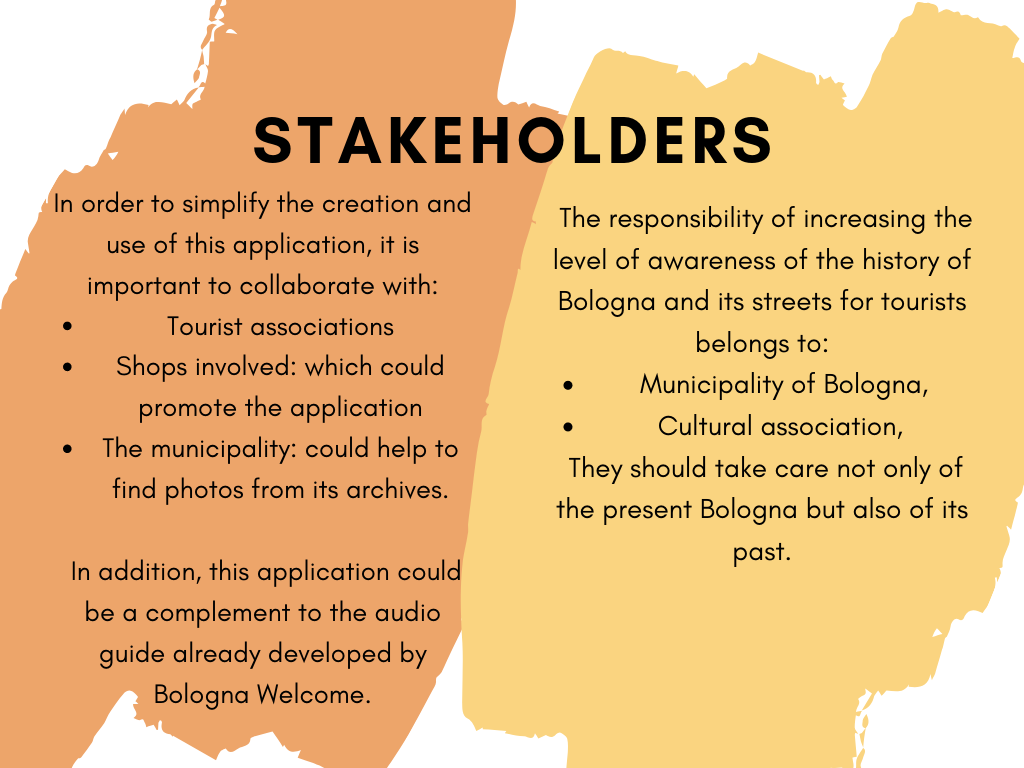 STAKEHOLDERS
In order to simplify the creation and
use of this application, it is
important to collaborate with:
• Tourist associations
• Shops involved: which could
promote the application
• The municipality: could help to
find photos from its archives.
In addition, this application could
be a complement to the audio
guide already developed by
Bologna Welcome.
The responsibility of increasing the
level of awareness of the history of
Bologna and its streets for tourists
belongs to:
• Municipality of Bologna,
• Cultural association,
They should take care not only of
the present Bologna but also of its
past.